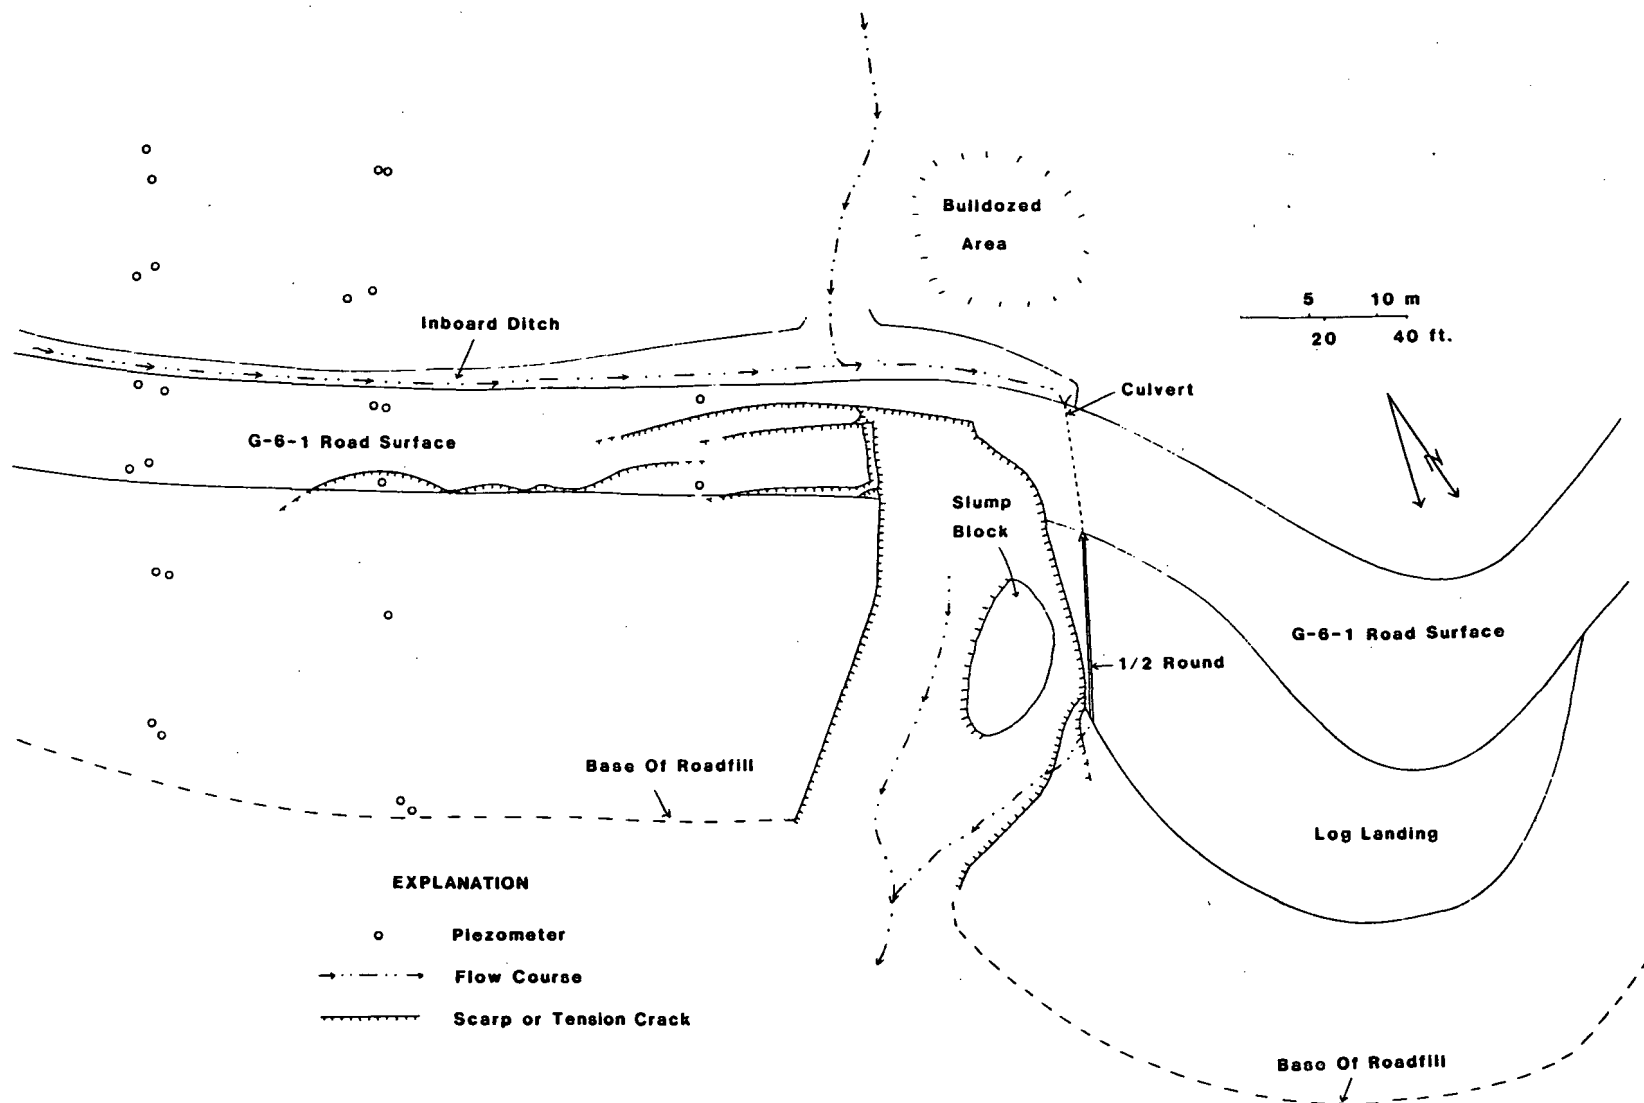 Bulldozed
Area
5 10 m
20 40 ft.
Inboard Ditch
Culvert
G-6-1 Road Surface
N
Slump
Block
G-6-1 Road Surface
1/2 Round
Base Of Roadfill
Log Landing
EXPLANATION
Piezometer
Flow Course
Scarp or Tension Crack
Base Of Roadfill